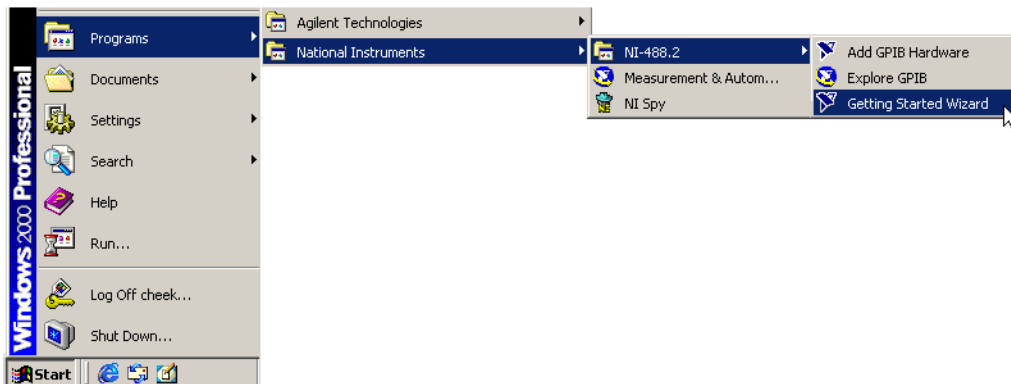 Windows 2000 Professional
Programs
Documents
Settings
Search
Help
Run...
Log Off cheek...
Shut Down...
Start
Agilent Technologies
National Instruments
NI-488.2
Measurement & Autom...
NI Spy
Add GPIB Hardware
Explore GPIB
Getting Started Wizard